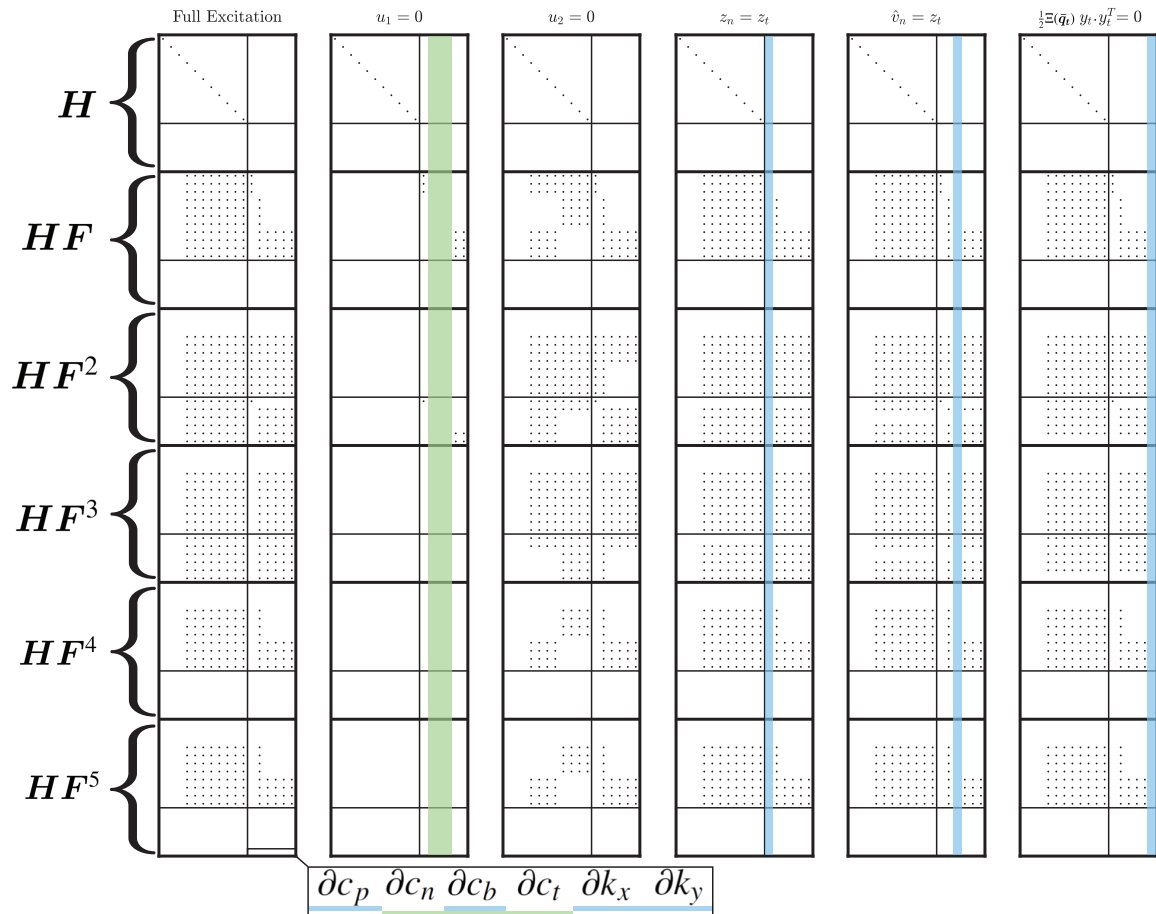 Full Excitation
u₁ = 0
u₂ = 0
zₙ = zₜ
v̂ₙ = zₜ
½Ξ(q̄ₜ) yₜ.yₜᵀ = 0
H
HF
HF²
HF³
HF⁴
HF⁵
∂cₚ ∂cₙ ∂c_b ∂cₜ ∂kₓ ∂k_y